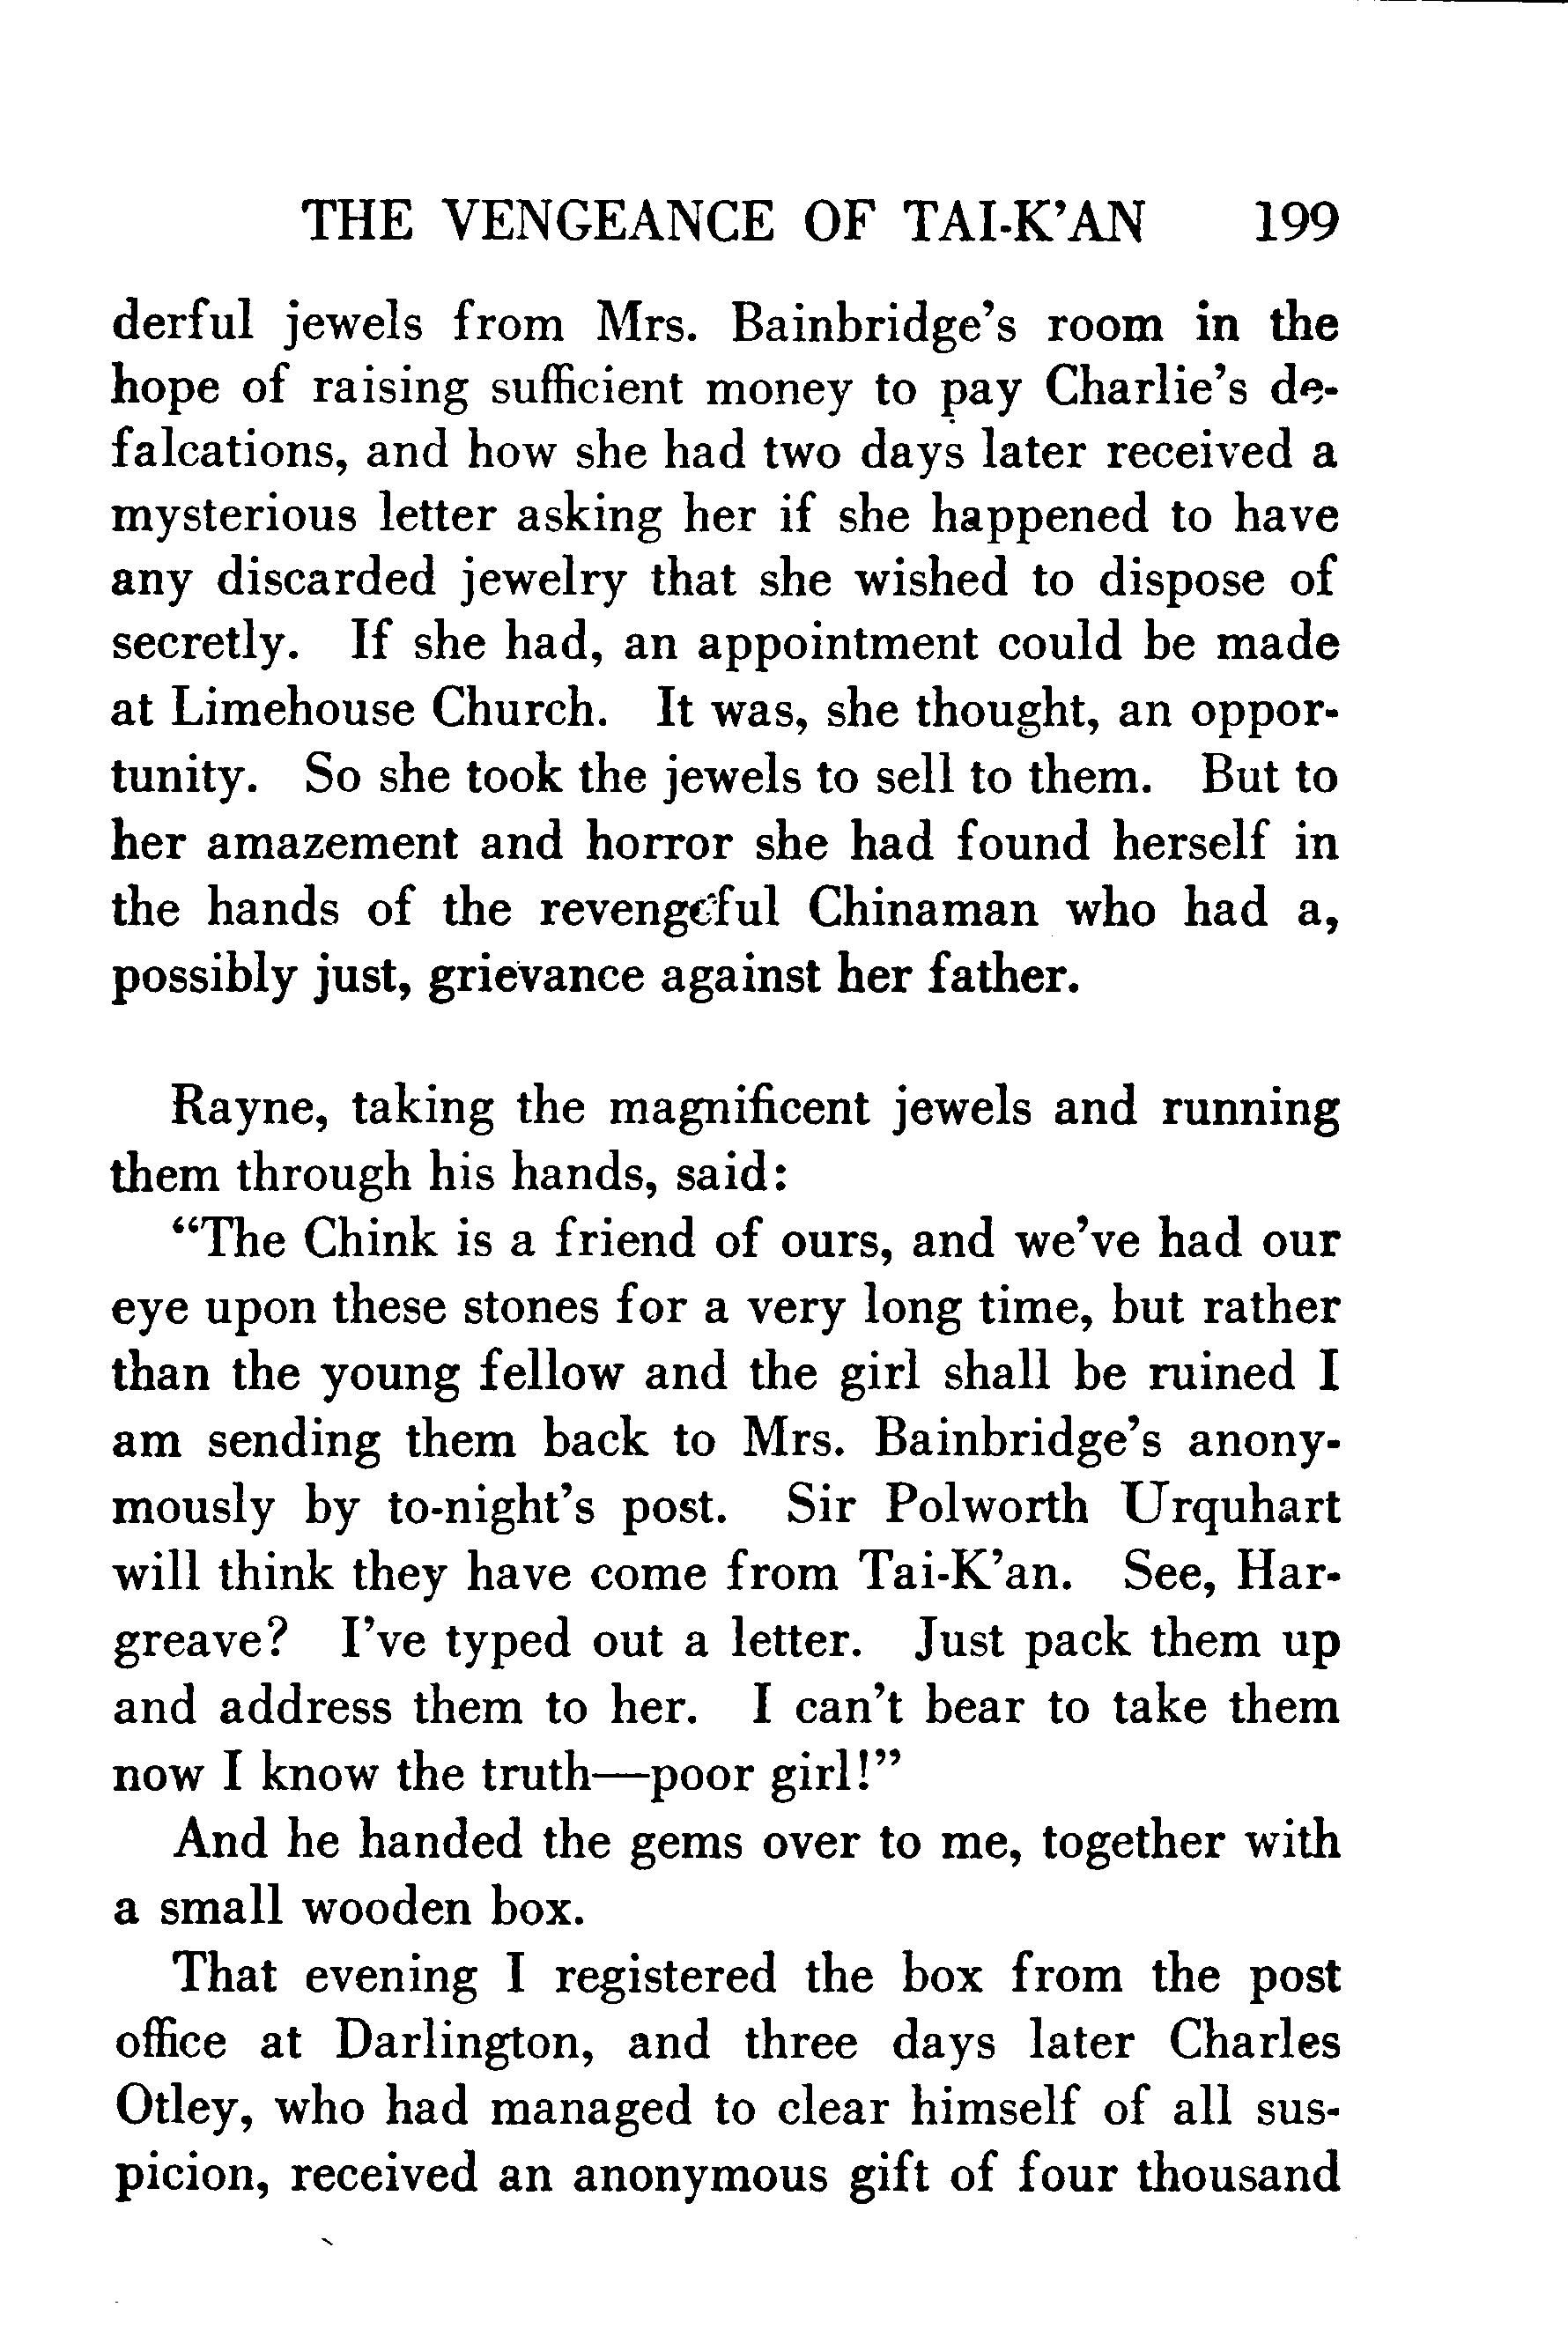 THE VENGEANCE OF TAI-K’AN 199
derful jewels from Mrs. Bainbridge’s room in the
hope of raising sufficient money to pay Charlie’s de-
falcations, and how she had two days later received a
mysterious letter asking her if she happened to have
any discarded jewelry that she wished to dispose of
secretly. If she had, an appointment could be made
at Limehouse Church. It was, she thought, an oppor-
tunity. So she took the jewels to sell to them. But to
her amazement and horror she had found herself in
the hands of the revengeful Chinaman who had a,
possibly just, grievance against her father.
Rayne, taking the magnificent jewels and running
them through his hands, said:
“The Chink is a friend of ours, and we’ve had our
eye upon these stones for a very long time, but rather
than the young fellow and the girl shall be ruined I
am sending them back to Mrs. Bainbridge’s anony-
mously by to-night’s post. Sir Polworth Urquhart
will think they have come from Tai-K’an. See, Har-
greave? I’ve typed out a letter. Just pack them up
and address them to her. I can’t bear to take them
now I know the truth—poor girl!”
And he handed the gems over to me, together with
a small wooden box.
That evening I registered the box from the post
office at Darlington, and three days later Charles
Otley, who had managed to clear himself of all sus-
picion, received an anonymous gift of four thousand